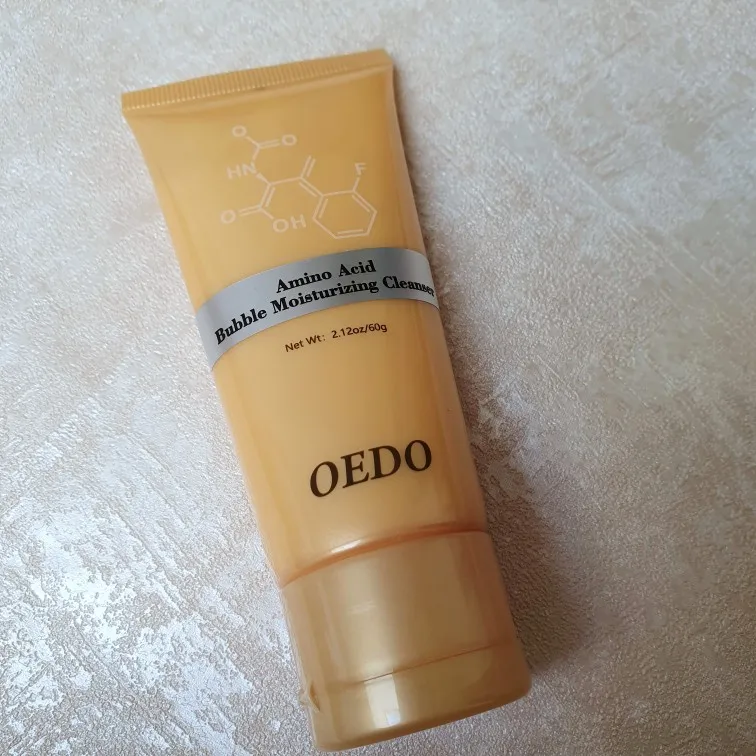 O
O
HN
F
O
OH
Amino Acid
Bubble Moisturizing Cleanser
Net Wt: 2.12oz/60g
OEDO